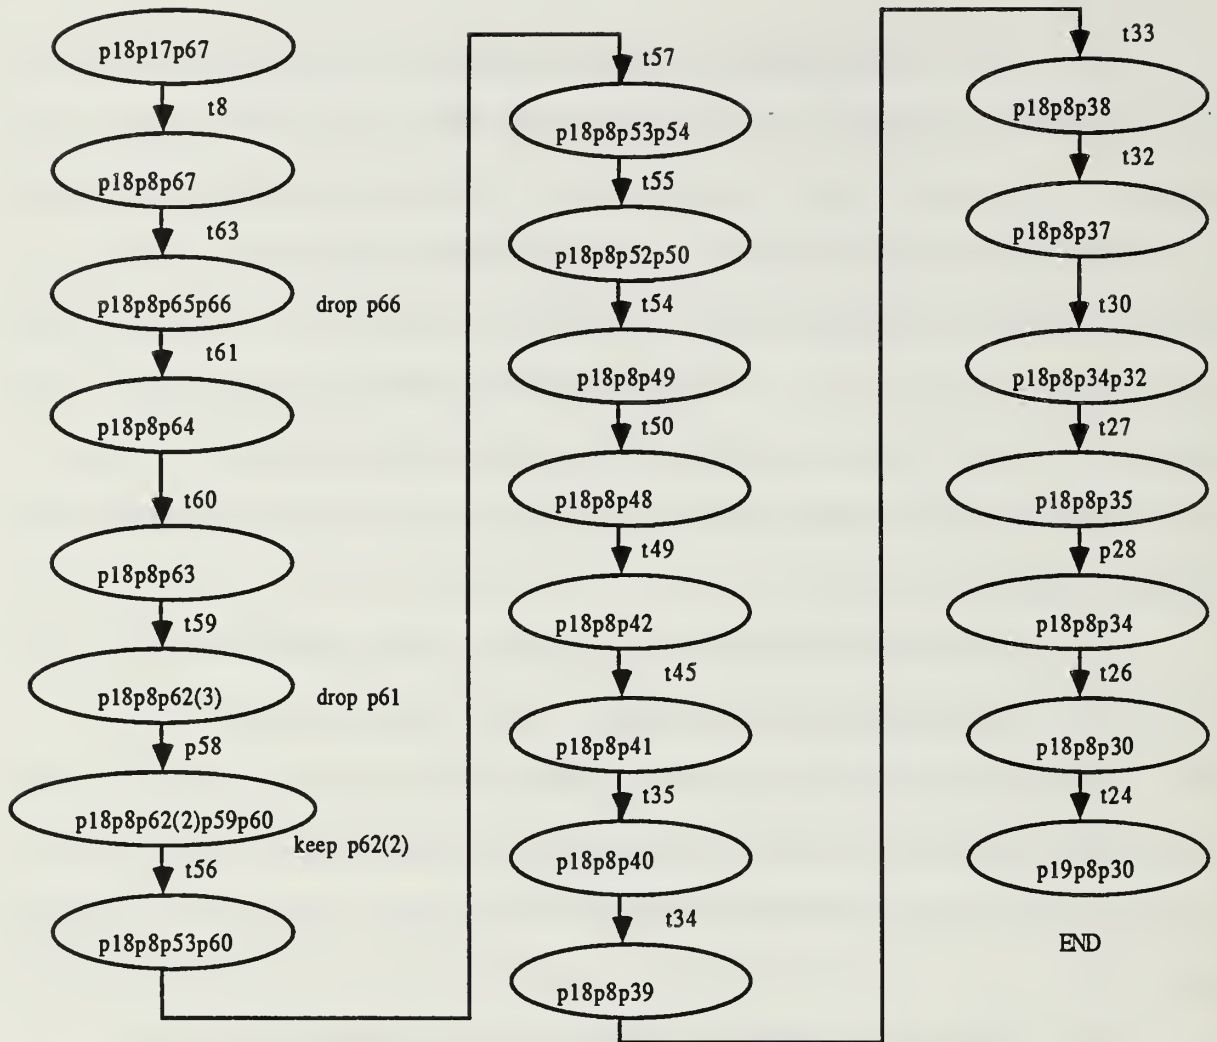 p18p17p67
t8
p18p8p67
t63
p18p8p65p66
drop p66
t61
p18p8p64
t60
p18p8p63
t59
p18p8p62(3)
drop p61
p58
p18p8p62(2)p59p60
keep p62(2)
t56
p18p8p53p60
t57
p18p8p53p54
t55
p18p8p52p50
t54
p18p8p49
t50
p18p8p48
t49
p18p8p42
t45
p18p8p41
t35
p18p8p40
t34
p18p8p39
t33
p18p8p38
t32
p18p8p37
t30
p18p8p34p32
t27
p18p8p35
p28
p18p8p34
t26
p18p8p30
t24
p19p8p30
END